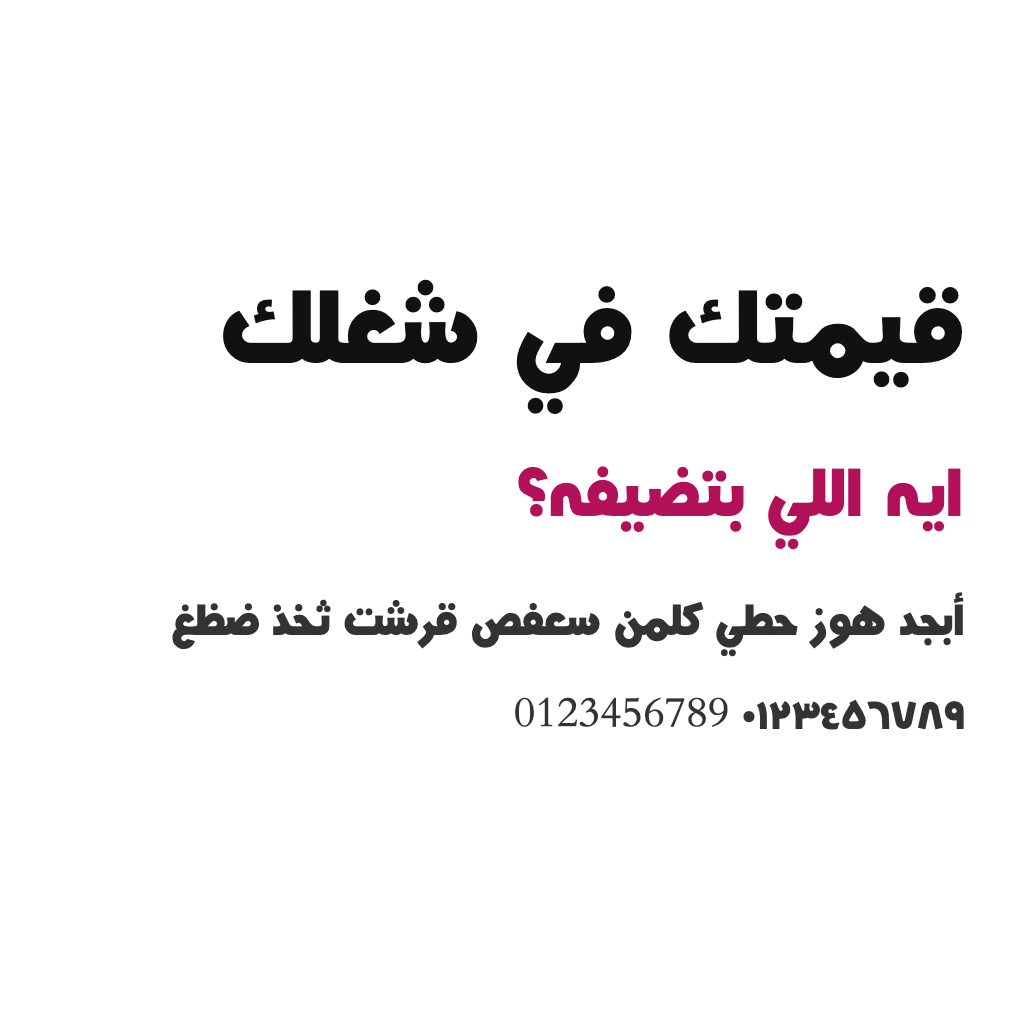 قيمتك في شغلك
ايه اللي بتضيفه؟
أبجد هوز حطي كلمن سعفص قرشت ثخذ ضظغ
٠١٢٣٤٥٦٧٨٩ 0123456789